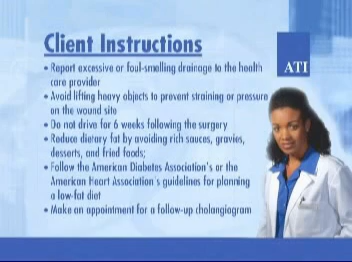 Client Instructions
ATI
• Report excessive or foul-smelling drainage to the health
care provider
• Avoid lifting heavy objects to prevent straining or pressure
on the wound site
• Do not drive for 6 weeks following the surgery
• Reduce dietary fat by avoiding rich sauces, gravies,
desserts, and fried foods;
• Follow the American Diabetes Association's or the
American Heart Association's guidelines for planning
a low-fat diet
• Make an appointment for a follow-up cholangiogram